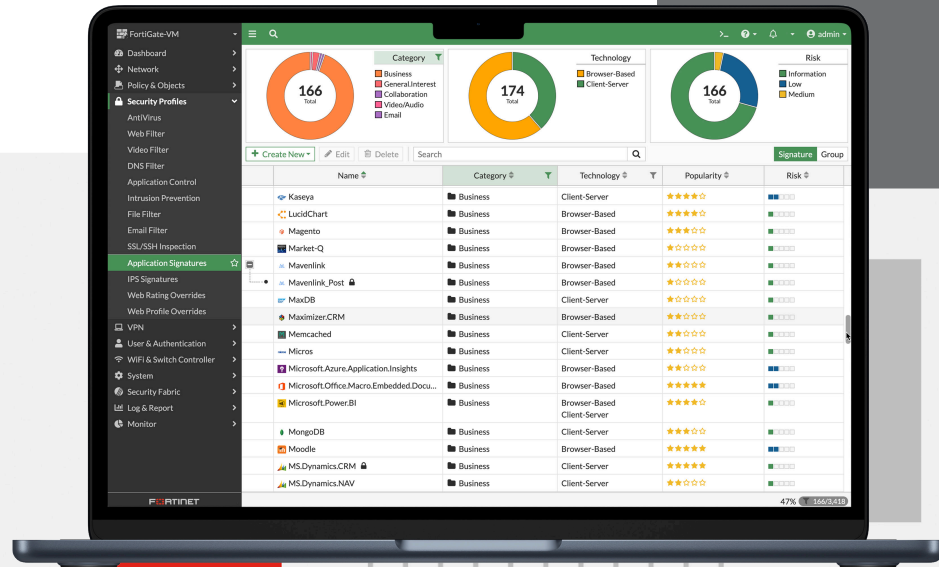 FortiGate-VM
admin
Dashboard
Network
Policy & Objects
Security Profiles
AntiVirus
Web Filter
Video Filter
DNS Filter
Application Control
Intrusion Prevention
File Filter
Email Filter
SSL/SSH Inspection
Application Signatures
IPS Signatures
Web Rating Overrides
Web Profile Overrides
VPN
User & Authentication
WiFi & Switch Controller
System
Security Fabric
Log & Report
Monitor
FORTINET
166
Total
Category
Business
General.Interest
Collaboration
Video/Audio
Email
174
Total
Technology
Browser-Based
Client-Server
166
Total
Risk
Information
Low
Medium
+ Create New Edit Delete Search Signature Group
Name Category Technology Popularity Risk
Kaseya Business Client-Server
LucidChart Business Browser-Based
Magento Business Browser-Based
Market-Q Business Browser-Based
Mavenlink Business Browser-Based
Mavenlink_Post Business Browser-Based
MaxDB Business Client-Server
Maximizer.CRM Business Browser-Based
Memcached Business Client-Server
Micros Business Client-Server
Microsoft.Azure.Application.Insights Business Browser-Based
Microsoft.Office.Macro.Embedded.Docu... Business Browser-Based
Microsoft.Power.BI Business Browser-Based
Client-Server
MongoDB Business Client-Server
Moodle Business Browser-Based
MS.Dynamics.CRM Business Client-Server
MS.Dynamics.NAV Business Client-Server
47% 166/3,418